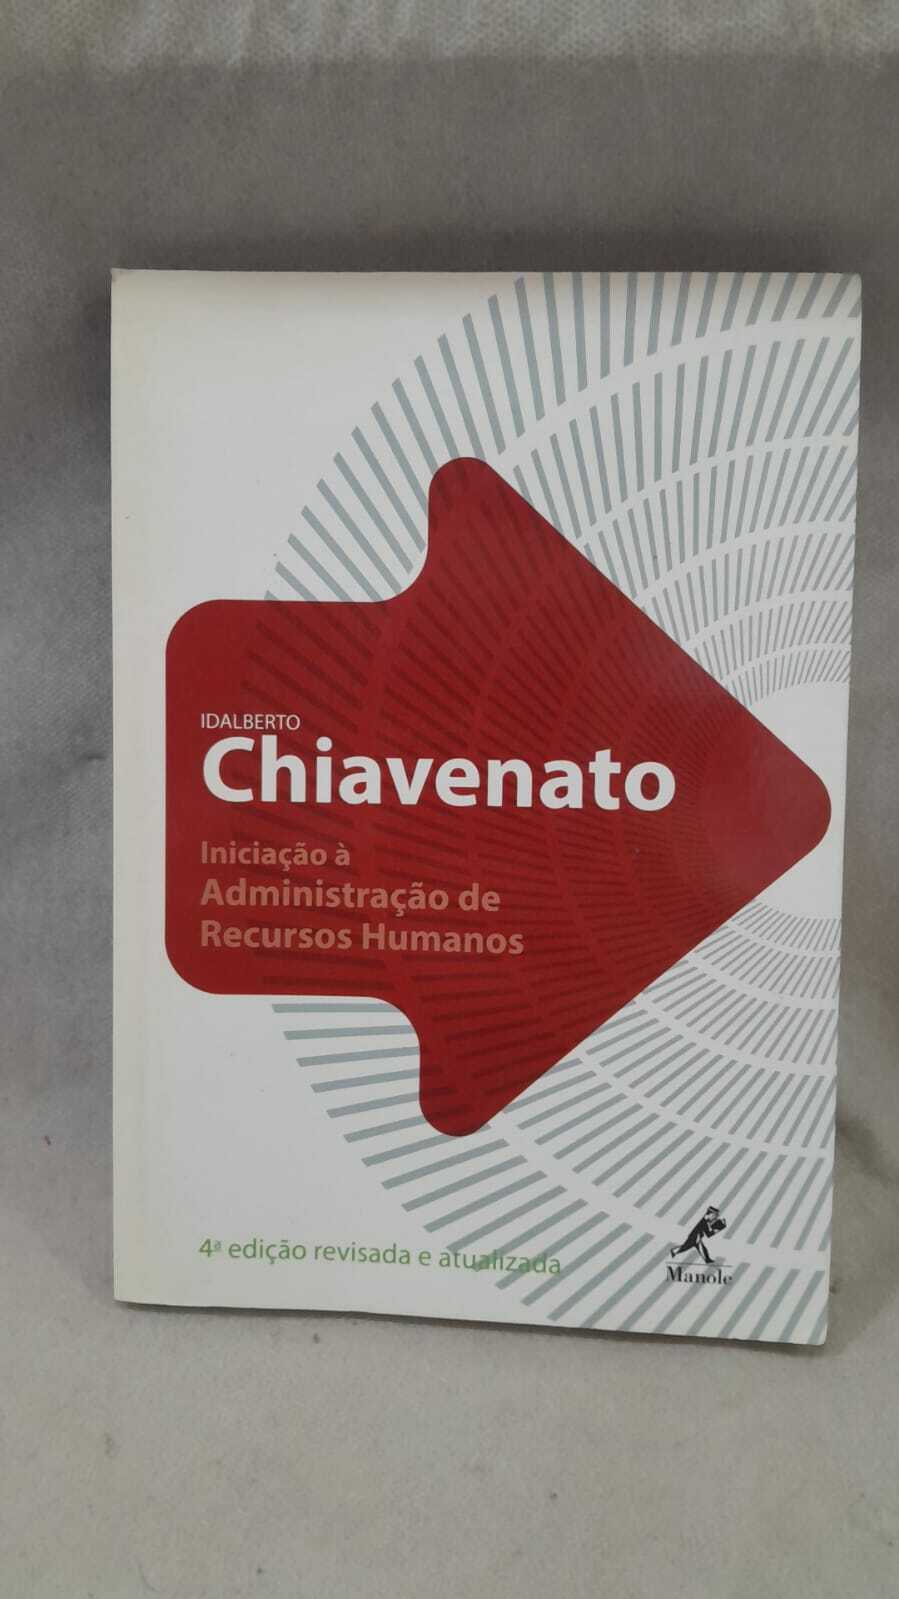 IDALBERTO
Chiavenato
Iniciação à
Administração de
Recursos Humanos
4ª edição revisada e atualizada
Manole